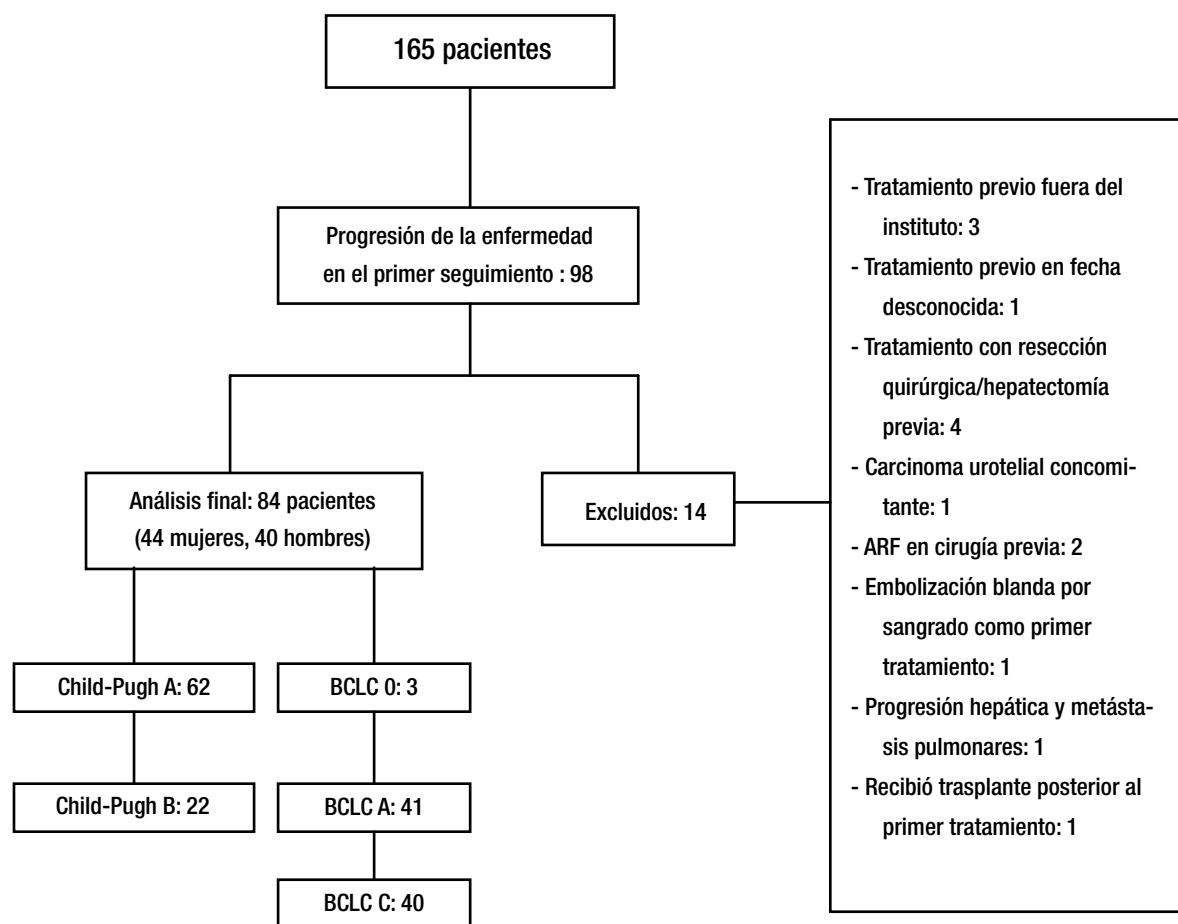 165 pacientes
Progresión de la enfermedad
en el primer seguimiento : 98
Análisis final: 84 pacientes
(44 mujeres, 40 hombres)
Excluidos: 14
- Tratamiento previo fuera del
instituto: 3
- Tratamiento previo en fecha
desconocida: 1
- Tratamiento con resección
quirúrgica/hepatectomía
previa: 4
- Carcinoma urotelial concomi-
tante: 1
- ARF en cirugía previa: 2
- Embolización blanda por
sangrado como primer
tratamiento: 1
- Progresión hepática y metásta-
sis pulmonares: 1
- Recibió trasplante posterior al
primer tratamiento: 1
Child-Pugh A: 62
Child-Pugh B: 22
BCLC 0: 3
BCLC A: 41
BCLC C: 40